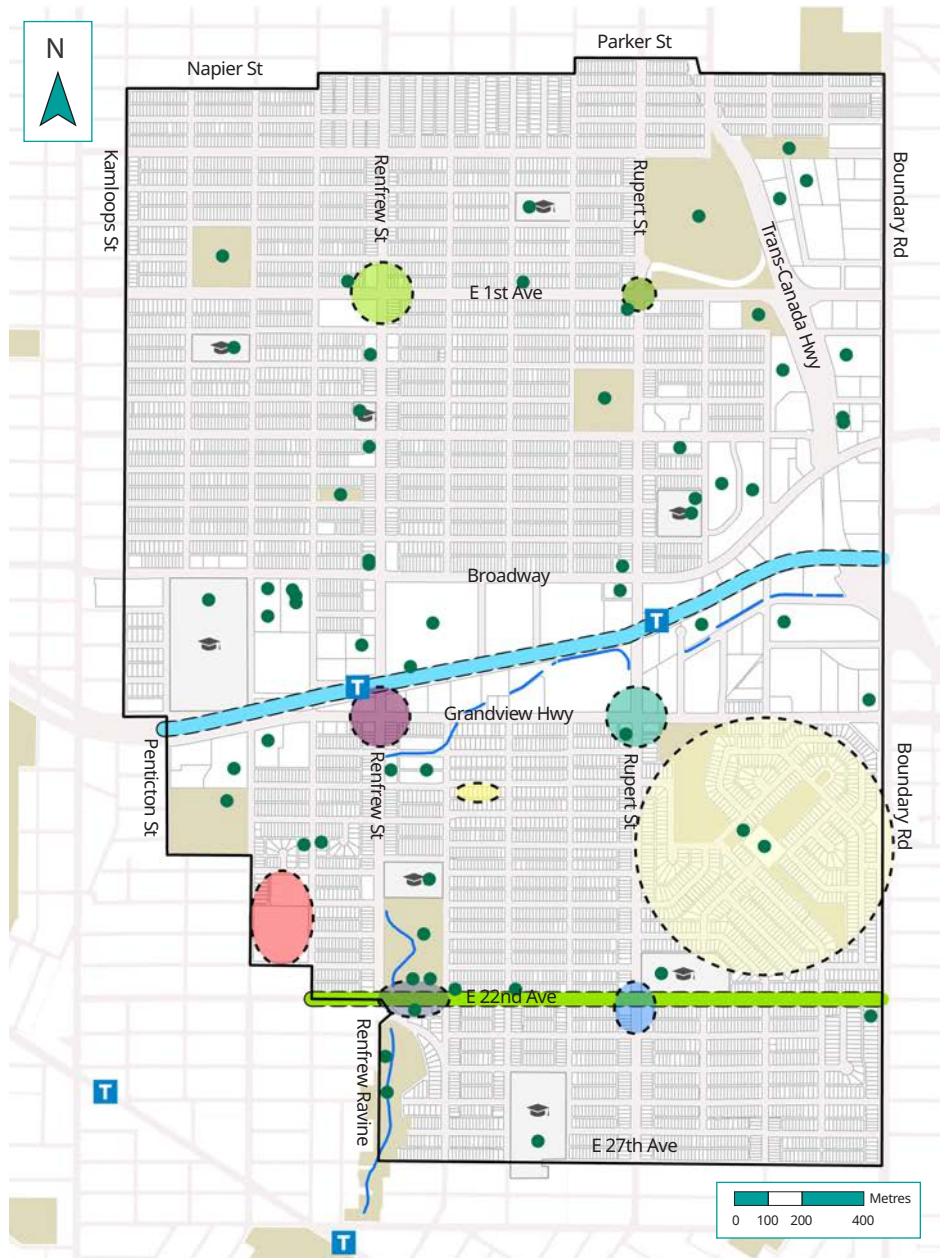 Parker St
N
Napier St
Kamloops St
Renfrew St
Rupert St
Boundary Rd
Trans-Canada Hwy
E 1st Ave
Broadway
T
T
Grandview Hwy
Penticton St
Renfrew St
Rupert St
Boundary Rd
E 22nd Ave
Renfrew Ravine
T
E 27th Ave
Metres
0 100 200 400
T